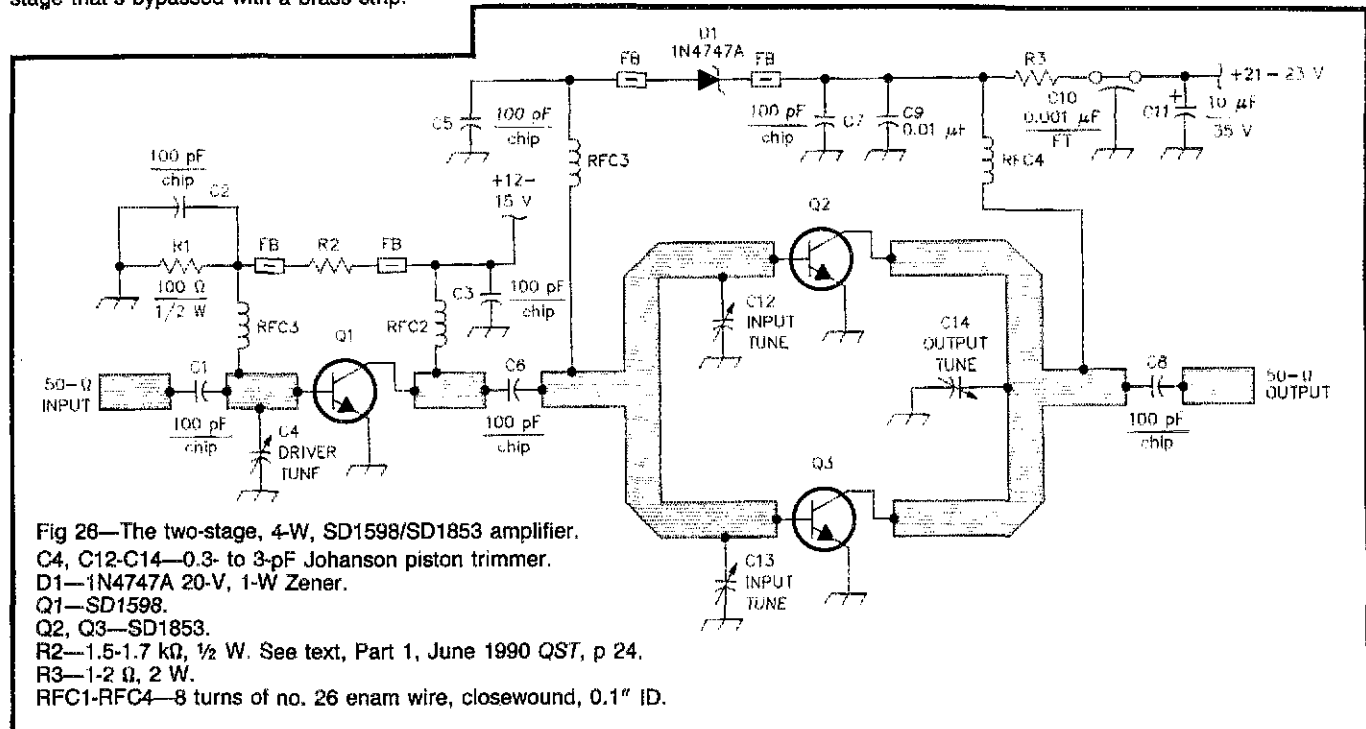 stage that's bypassed with a brass strip.
D1
1N4747A
FB
FB
R3
+21-23 V
C5
100 pF
chip
RFC3
100 pF
chip
C7
C9
0.01 µF
C10
0.001 µF
FT
C11
+
10 µF
35 V
RFC4
100 pF
chip
C2
+12-
15 V
R1
FB
R2
FB
100 Ω
1/2 W
C3
100 pF
chip
RFC3
Q1
RFC2
Q2
C12
INPUT
TUNE
C14
OUTPUT
TUNE
50-Ω
INPUT
C1
100 pF
chip
C4
DRIVER
TUNE
C6
100 pF
chip
C8
100 pF
chip
50-Ω
OUTPUT
Q3
C13
INPUT
TUNE
Fig 26—The two-stage, 4-W, SD1598/SD1853 amplifier.
C4, C12-C14—0.3- to 3-pF Johanson piston trimmer.
D1—1N4747A 20-V, 1-W Zener.
Q1—SD1598.
Q2, Q3—SD1853.
R2—1.5-1.7 kΩ, ½ W. See text, Part 1, June 1990 QST, p 24.
R3—1-2 Ω, 2 W.
RFC1-RFC4—8 turns of no. 26 enam wire, closewound, 0.1" ID.